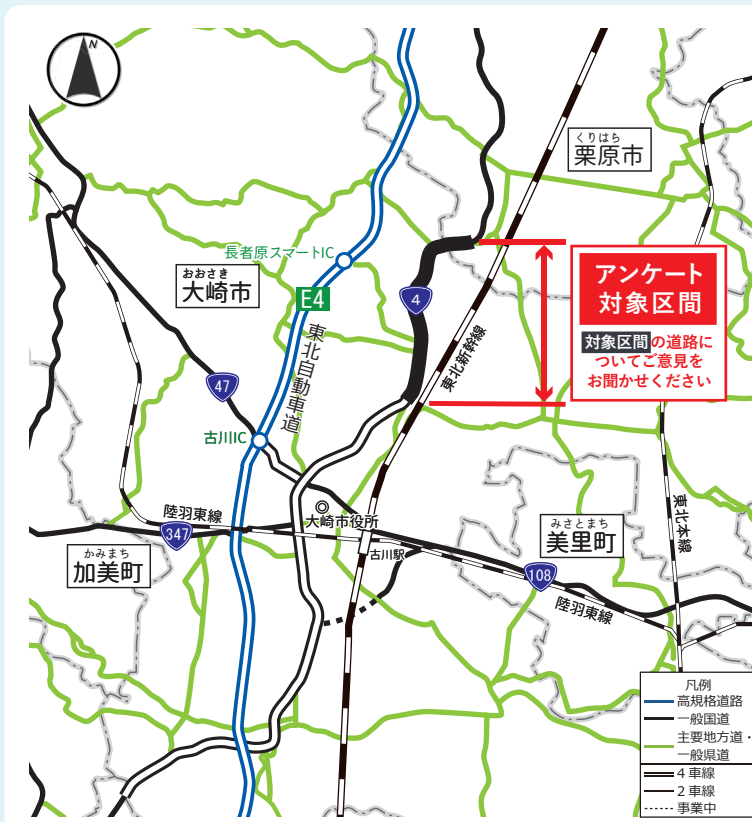 N
くりはら
栗原市
長者原スマートIC
おおさき
大崎市
E4
4
東北自動車道
東北新幹線
アンケート
対象区間
対象区間の道路に
ついてご意見を
お聞かせください
47
古川IC
大崎市役所
陸羽東線
347
みさとまち
美里町
東北本線
かみまち
加美町
古川駅
108
陸羽東線
凡例
高規格道路
一般国道
主要地方道・
一般県道
4車線
2車線
事業中